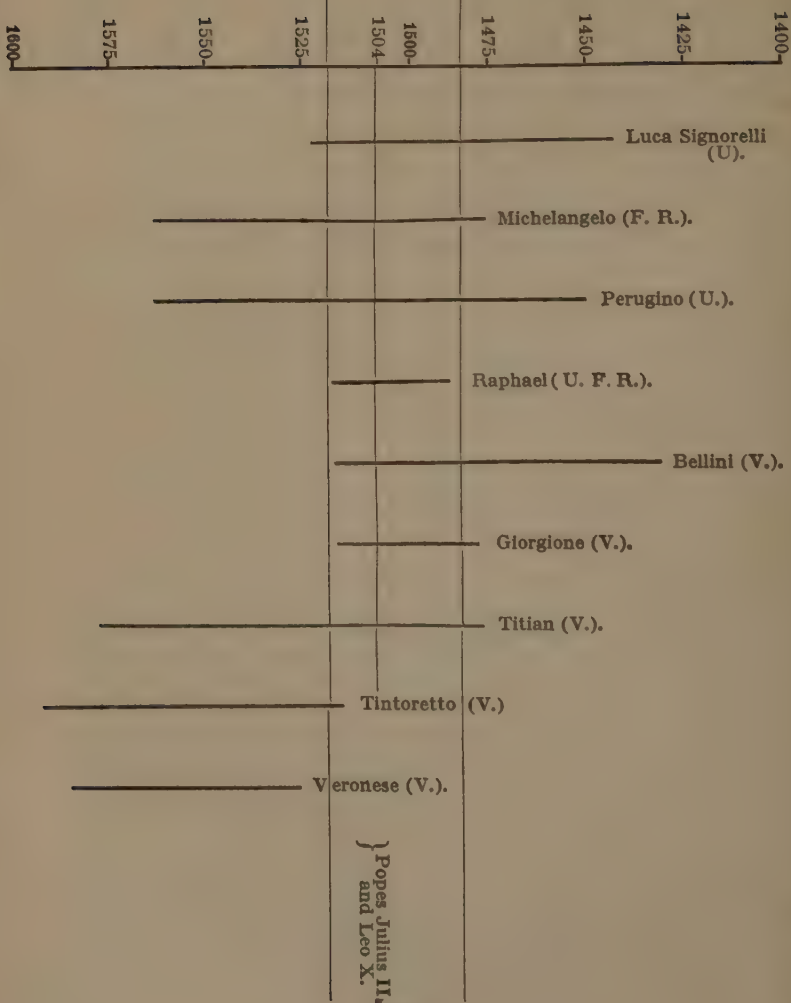 1600
1575-
1550-
1525-
1504-
1500-
1475-
1450-
1425-
1400-
Luca Signorelli
(U).
Michelangelo (F. R.).
Perugino (U.).
Raphael (U. F. R.).
Bellini (V.).
Giorgione (V.).
Titian (V.).
Tintoretto (V.)
Veronese (V.).
} Popes Julius II.
and Leo X.